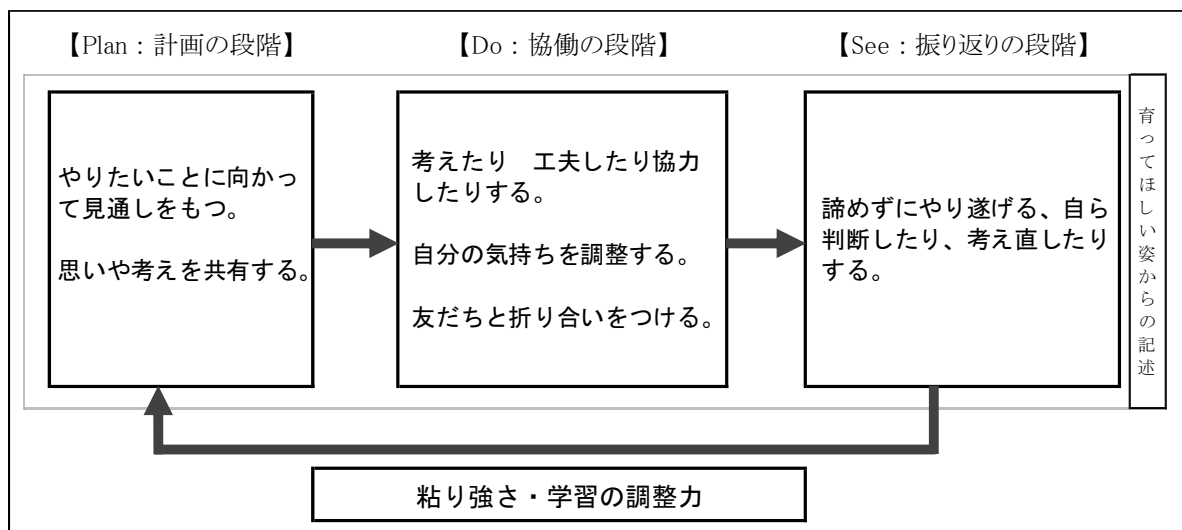 【Plan：計画の段階】
【Do：協働の段階】
【See：振り返りの段階】
やりたいことに向かっ
て見通しをもつ。
思いや考えを共有する。
考えたり　工夫したり協力
したりする。
自分の気持ちを調整する。
友だちと折り合いをつける。
諦めずにやり遂げる、自ら
判断したり、考え直したり
する。
育ってほしい姿からの記述
粘り強さ・学習の調整力